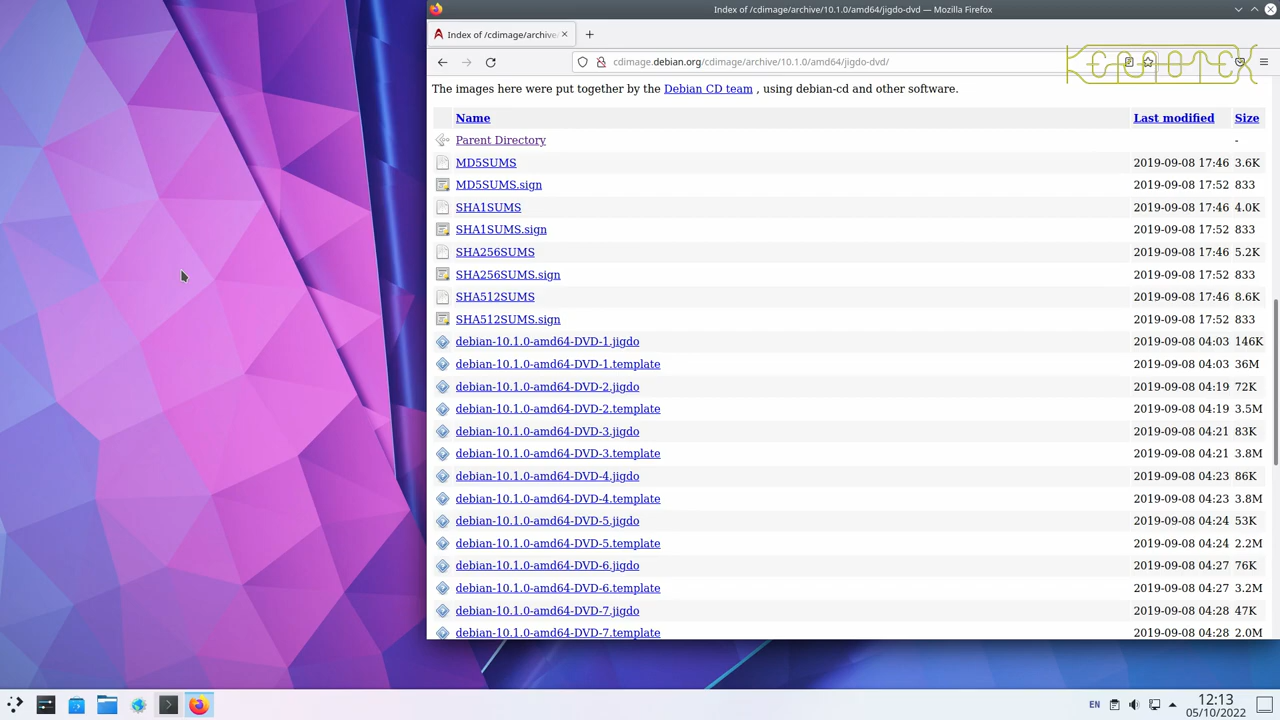 Index of /cdimage/archive/10.1.0/amd64/jigdo-dvd — Mozilla Firefox
Index of /cdimage/archive
cdimage.debian.org/cdimage/archive/10.1.0/amd64/jigdo-dvd/
KEMOTEX
The images here were put together by the Debian CD team , using debian-cd and other software.
Name Last modified Size
Parent Directory -
MD5SUMS 2019-09-08 17:46 3.6K
MD5SUMS.sign 2019-09-08 17:52 833
SHA1SUMS 2019-09-08 17:46 4.0K
SHA1SUMS.sign 2019-09-08 17:52 833
SHA256SUMS 2019-09-08 17:46 5.2K
SHA256SUMS.sign 2019-09-08 17:52 833
SHA512SUMS 2019-09-08 17:46 8.6K
SHA512SUMS.sign 2019-09-08 17:52 833
debian-10.1.0-amd64-DVD-1.jigdo 2019-09-08 04:03 146K
debian-10.1.0-amd64-DVD-1.template 2019-09-08 04:03 36M
debian-10.1.0-amd64-DVD-2.jigdo 2019-09-08 04:19 72K
debian-10.1.0-amd64-DVD-2.template 2019-09-08 04:19 3.5M
debian-10.1.0-amd64-DVD-3.jigdo 2019-09-08 04:21 83K
debian-10.1.0-amd64-DVD-3.template 2019-09-08 04:21 3.8M
debian-10.1.0-amd64-DVD-4.jigdo 2019-09-08 04:23 86K
debian-10.1.0-amd64-DVD-4.template 2019-09-08 04:23 3.8M
debian-10.1.0-amd64-DVD-5.jigdo 2019-09-08 04:24 53K
debian-10.1.0-amd64-DVD-5.template 2019-09-08 04:24 2.2M
debian-10.1.0-amd64-DVD-6.jigdo 2019-09-08 04:27 76K
debian-10.1.0-amd64-DVD-6.template 2019-09-08 04:27 3.2M
debian-10.1.0-amd64-DVD-7.jigdo 2019-09-08 04:28 47K
debian-10.1.0-amd64-DVD-7.template 2019-09-08 04:28 2.0M
EN
12:13
05/10/2022